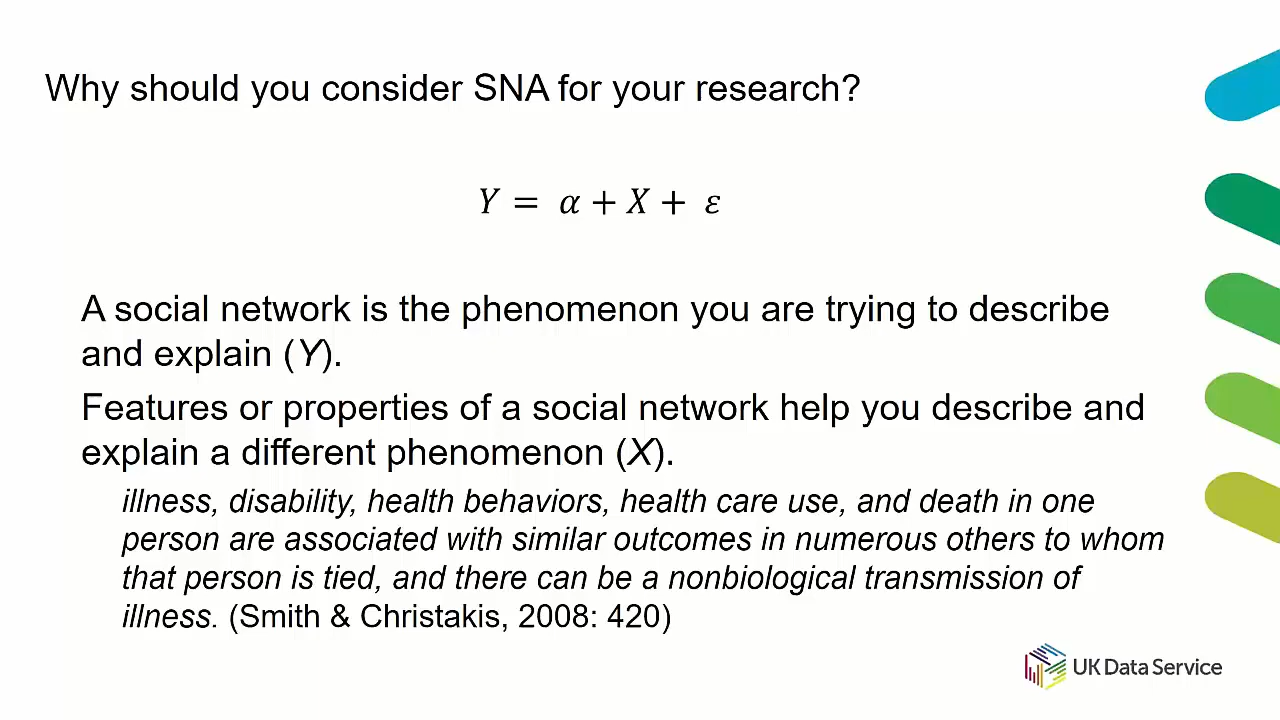 Why should you consider SNA for your research?
Y = α + X + ε
A social network is the phenomenon you are trying to describe
and explain (Y).
Features or properties of a social network help you describe and
explain a different phenomenon (X).
illness, disability, health behaviors, health care use, and death in one
person are associated with similar outcomes in numerous others to whom
that person is tied, and there can be a nonbiological transmission of
illness. (Smith & Christakis, 2008: 420)
UK Data Service